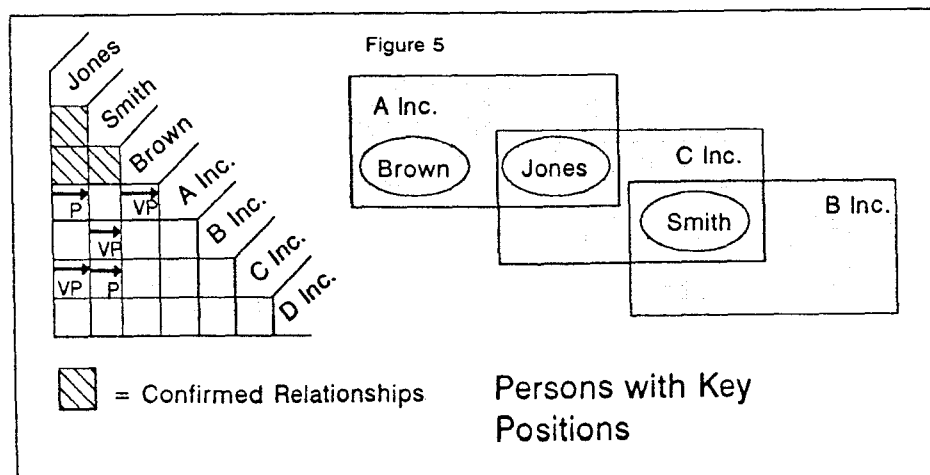 Figure 5
Jones
Smith
Brown
A Inc.
B Inc.
C Inc.
D Inc.
P
VP
VP
VP
P
A Inc.
Brown
Jones
C Inc.
Smith
B Inc.
= Confirmed Relationships
Persons with Key
Positions